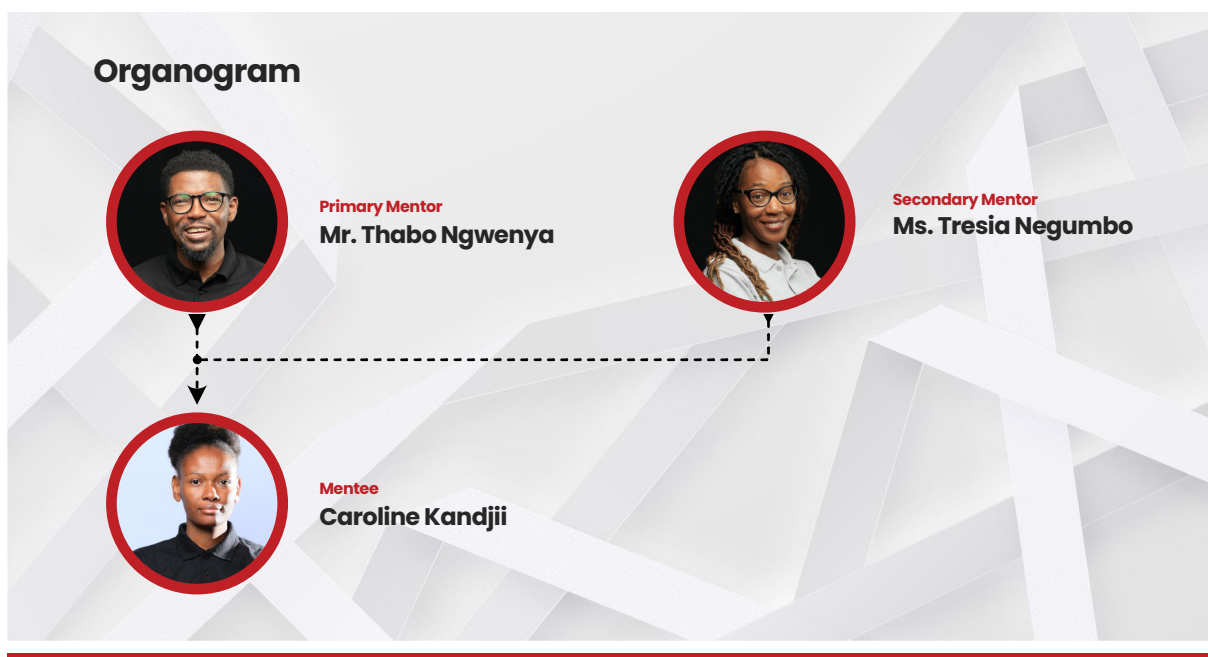 Organogram
Primary Mentor
Mr. Thabo Ngwenya
Secondary Mentor
Ms. Tresia Negumbo
Mentee
Caroline Kandjii